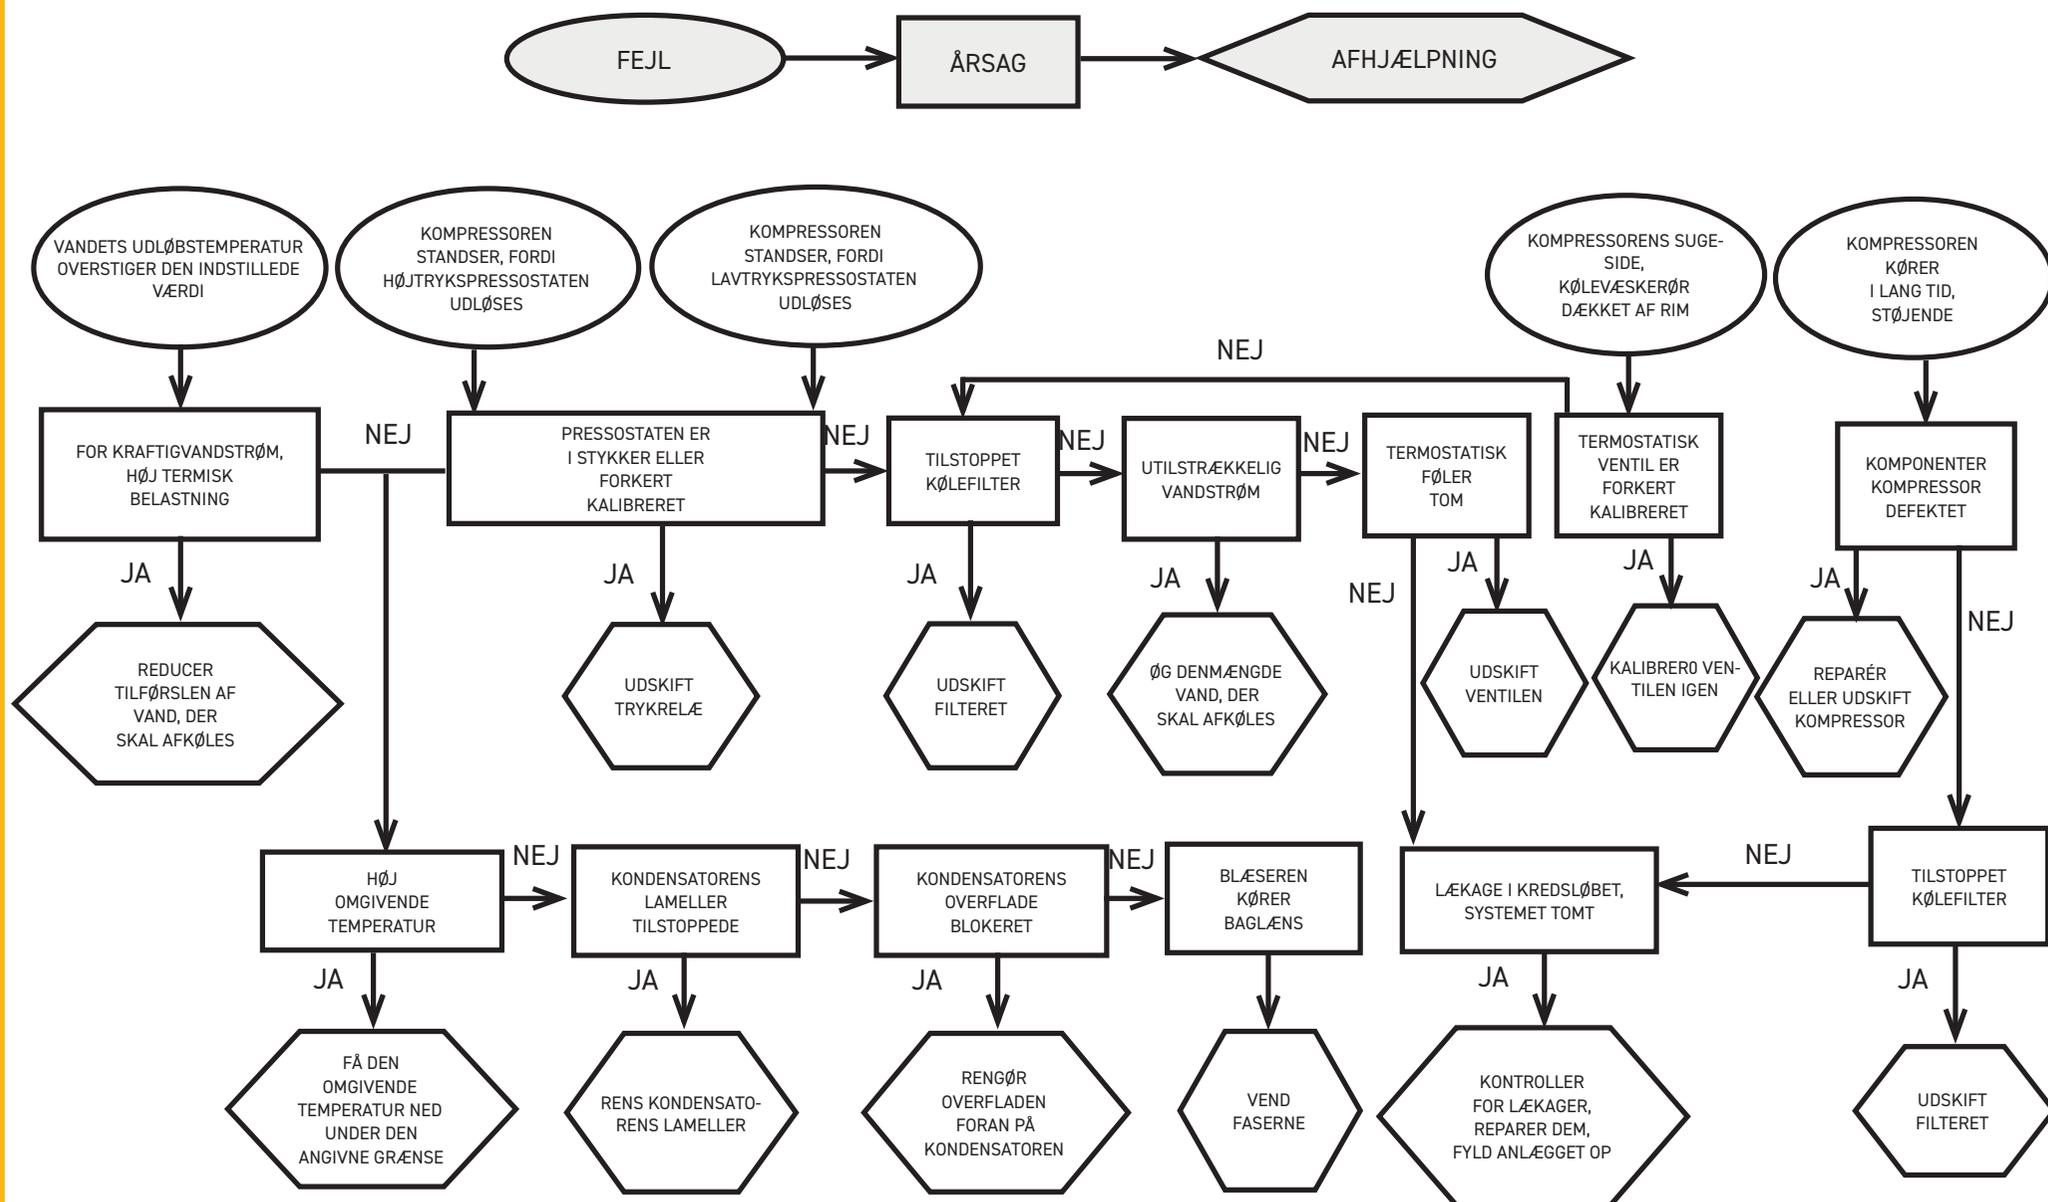 FEJL
ÅRSAG
AFHJÆLPNING
VANDETS UDLØBSTEMPERATUR
OVERSTIGER DEN INDSTILLEDE
VÆRDI
KOMPRESSOREN
STANDSER, FORDI
HØJTRYKSPRESSOSTATEN
UDLØSES
KOMPRESSOREN
STANDSER, FORDI
LAVTRYKSPRESSOSTATEN
UDLØSES
KOMPRESSORENS SUGE-
SIDE,
KØLEVÆSKERØR
DÆKKET AF RIM
KOMPRESSOREN
KØRER
I LANG TID,
STØJENDE
NEJ
FOR KRAFTIGVANDSTRØM,
HØJ TERMISK
BELASTNING
NEJ
PRESSOSTATEN ER
I STYKKER ELLER
FORKERT
KALIBRERET
NEJ
TILSTOPPET
KØLEFILTER
NEJ
UTILSTRÆKKELIG
VANDSTRØM
NEJ
TERMOSTATISK
FØLER
TOM
TERMOSTATISK
VENTIL ER
FORKERT
KALIBRERET
KOMPONENTER
KOMPRESSOR
DEFEKTET
JA
JA
JA
JA
NEJ
JA
JA
JA
NEJ
REDUCER
TILFØRSLEN AF
VAND, DER
SKAL AFKØLES
UDSKIFT
TRYKRELÆ
UDSKIFT
FILTERET
ØG DENMÆNGDE
VAND, DER
SKAL AFKØLES
UDSKIFT
VENTILEN
KALIBRER0 VEN-
TILEN IGEN
REPARÉR
ELLER UDSKIFT
KOMPRESSOR
HØJ
OMGIVENDE
TEMPERATUR
NEJ
KONDENSATORENS
LAMELLER
TILSTOPPEDE
NEJ
KONDENSATORENS
OVERFLADE
BLOKERET
NEJ
BLÆSEREN
KØRER
BAGLÆNS
LÆKAGE I KREDSLØBET,
SYSTEMET TOMT
NEJ
TILSTOPPET
KØLEFILTER
JA
JA
JA
JA
JA
FÅ DEN
OMGIVENDE
TEMPERATUR NED
UNDER DEN
ANGIVNE GRÆNSE
RENS KONDENSATO-
RENS LAMELLER
RENGØR
OVERFLADEN
FORAN PÅ
KONDENSATOREN
VEND
FASERNE
KONTROLLER
FOR LÆKAGER,
REPARER DEM,
FYLD ANLÆGGET OP
UDSKIFT
FILTERET